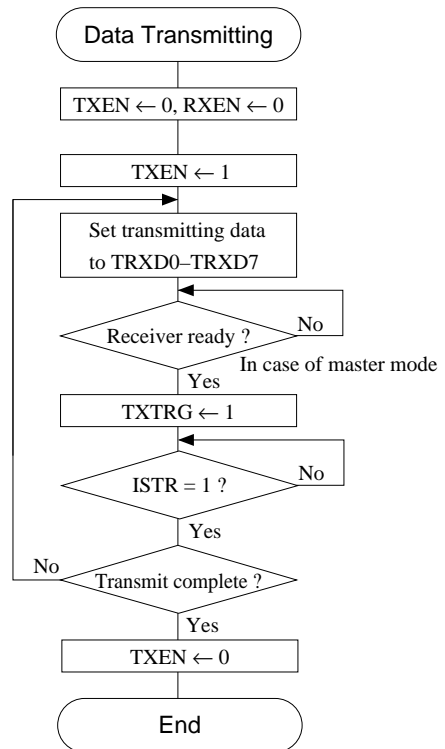 Data Transmitting
TXEN ← 0, RXEN ← 0
TXEN ← 1
Set transmitting data
to TRXD0–TRXD7
Receiver ready ?
No
In case of master mode
Yes
TXTRG ← 1
ISTR = 1 ?
No
Yes
No
Transmit complete ?
Yes
TXEN ← 0
End